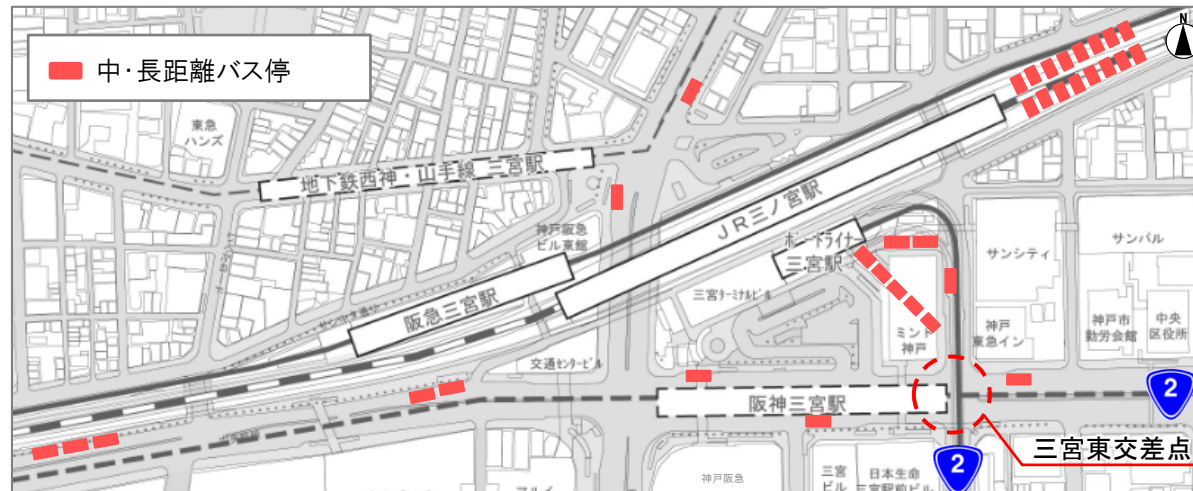 中・長距離バス停
N
東急
ハンズ
地下鉄西神・山手線 三宮駅
神戸阪急
ビル東館
JR三ノ宮駅
ポートライナー
三宮駅
サンシティ
サンパル
阪急三宮駅
三宮ターミナルビル
ミント
神戸
神戸
東急イン
神戸市
勤労会館
中央
区役所
交通センタービル
阪神三宮駅
2
三宮東交差点
2
神戸阪急
三宮
ビル
日本生命
三宮駅前ビル
マルイ